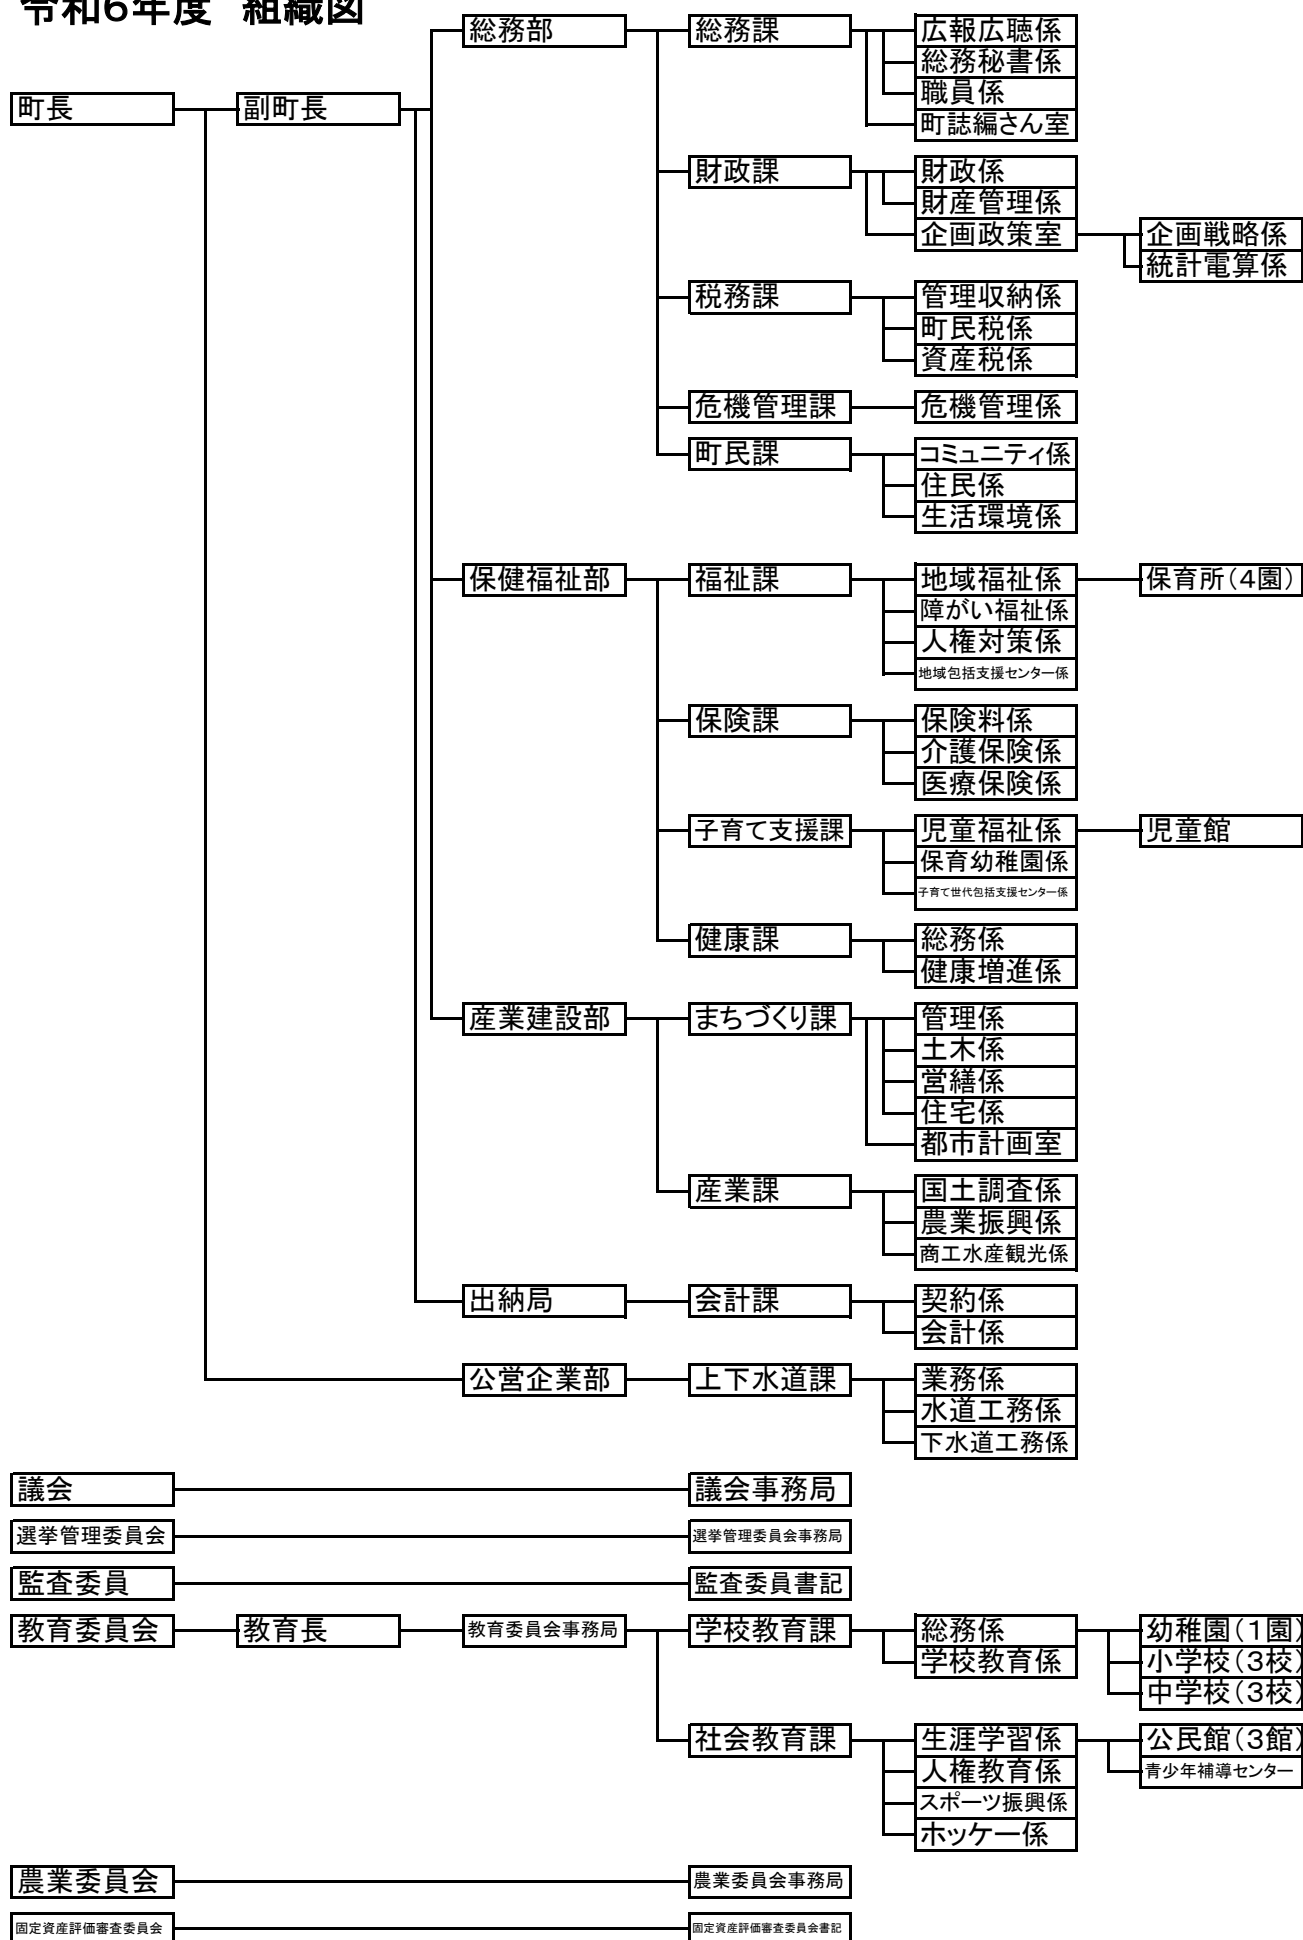 令和6年度　組織図
総務部
総務課
広報広聴係
総務秘書係
職員係
町長
副町長
町誌編さん室
財政課
財政係
財産管理係
企画政策室
企画戦略係
統計電算係
税務課
管理収納係
町民税係
資産税係
危機管理課
危機管理係
町民課
コミュニティ係
住民係
生活環境係
保健福祉部
福祉課
地域福祉係
保育所（4園）
障がい福祉係
人権対策係
地域包括支援センター係
保険課
保険料係
介護保険係
医療保険係
子育て支援課
児童福祉係
児童館
保育幼稚園係
子育て世代包括支援センター係
健康課
総務係
健康増進係
産業建設部
まちづくり課
管理係
土木係
営繕係
住宅係
都市計画室
産業課
国土調査係
農業振興係
商工水産観光係
出納局
会計課
契約係
会計係
公営企業部
上下水道課
業務係
水道工務係
下水道工務係
議会
議会事務局
選挙管理委員会
選挙管理委員会事務局
監査委員
監査委員書記
教育委員会
教育長
教育委員会事務局
学校教育課
総務係
幼稚園（1園）
学校教育係
小学校（3校）
中学校（3校）
社会教育課
生涯学習係
公民館（3館）
人権教育係
青少年補導センター
スポーツ振興係
ホッケー係
農業委員会
農業委員会事務局
固定資産評価審査委員会
固定資産評価審査委員会書記